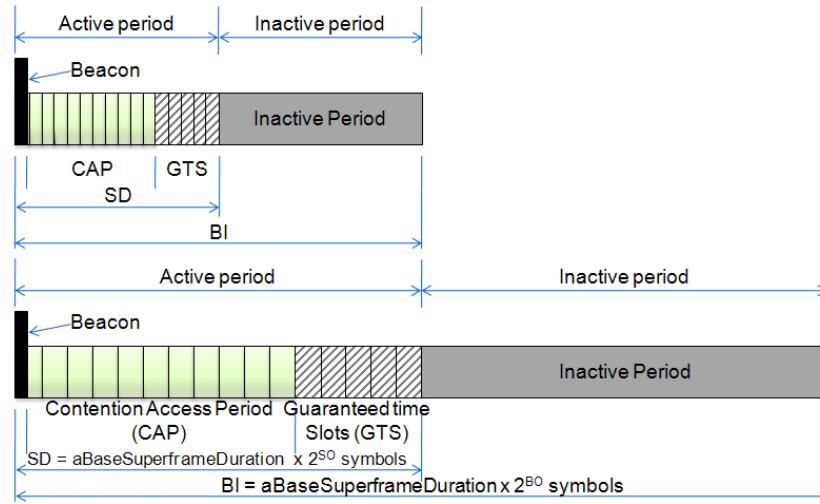 Active period Inactive period
Beacon
Inactive Period
CAP GTS
SD
BI
Active period Inactive period
Beacon
Inactive Period
Contention Access Period Guaranteed time
(CAP) Slots (GTS)
SD = aBaseSuperframeDuration x 2^SO symbols
BI = aBaseSuperframeDuration x 2^BO symbols